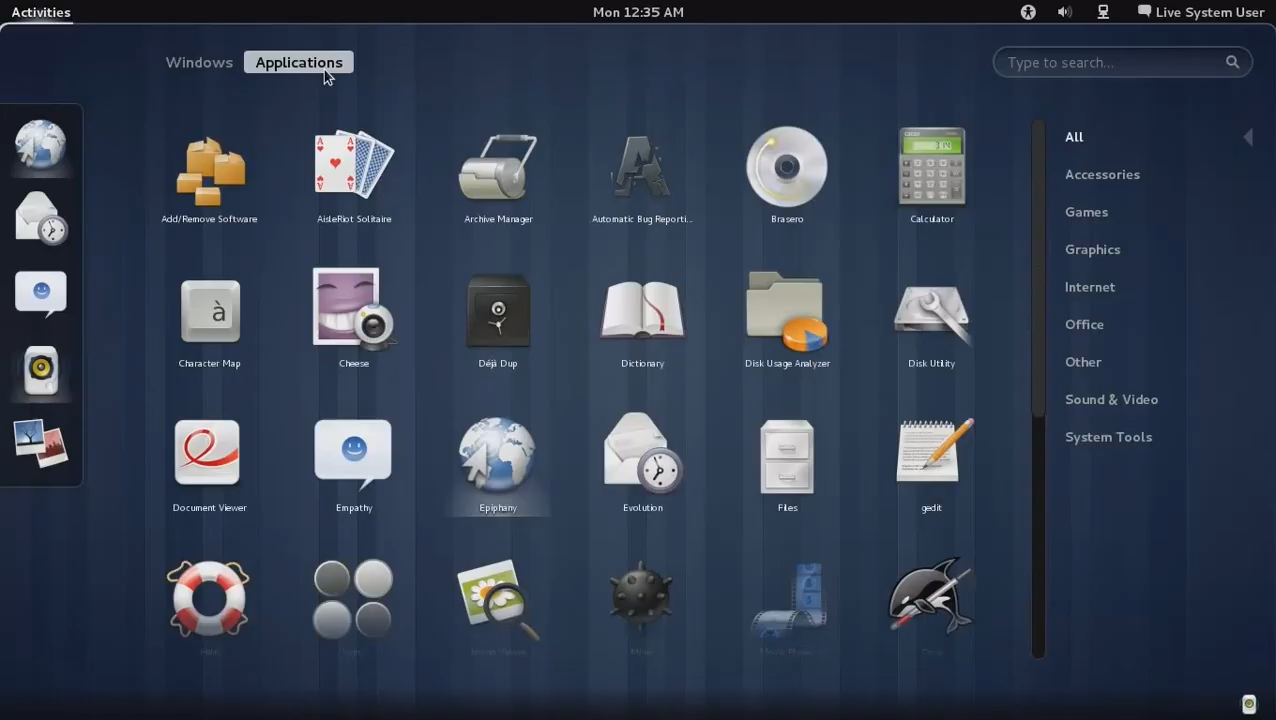 Activities
Mon 12:35 AM
Live System User
Windows
Applications
Type to search...
Add/Remove Software
AisleRiot Solitaire
Archive Manager
Automatic Bug Reporti...
Brasero
Calculator
Character Map
Cheese
Déjà Dup
Dictionary
Disk Usage Analyzer
Disk Utility
Document Viewer
Empathy
Epiphany
Evolution
Files
gedit
All
Accessories
Games
Graphics
Internet
Office
Other
Sound & Video
System Tools